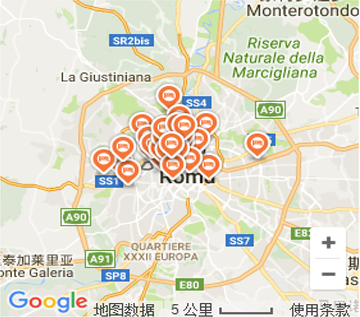 Monterotondo
SR2bis
Riserva
Naturale della
Marcigliana
La Giustiniana
SS4
A90
SS1
Roma
A90
泰加莱里亚
onte Galeria
A91
QUARTIERE
XXXII EUROPA
SS7
SP8
E80
+
−
Google
地图数据
5 公里
使用条款